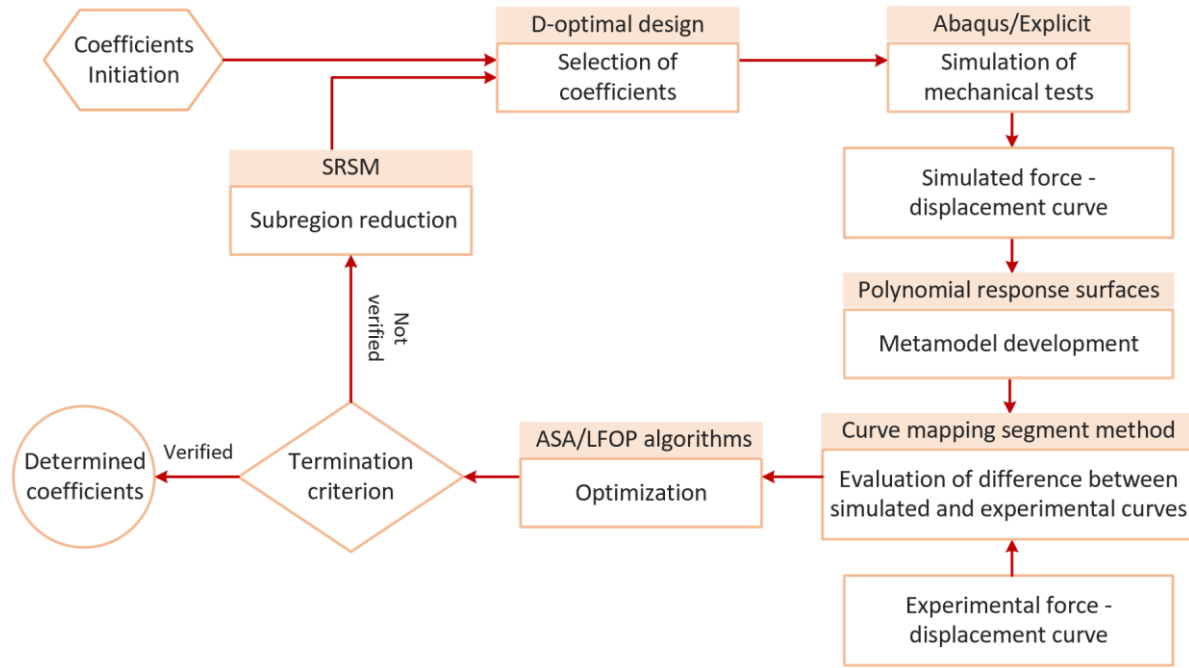 Coefficients
Initiation
D-optimal design
Selection of
coefficients
Abaqus/Explicit
Simulation of
mechanical tests
SRSM
Subregion reduction
Simulated force -
displacement curve
Polynomial response surfaces
Metamodel development
Not
verified
Curve mapping segment method
Evaluation of difference between
simulated and experimental curves
ASA/LFOP algorithms
Optimization
Termination
criterion
Verified
Determined
coefficients
Experimental force -
displacement curve